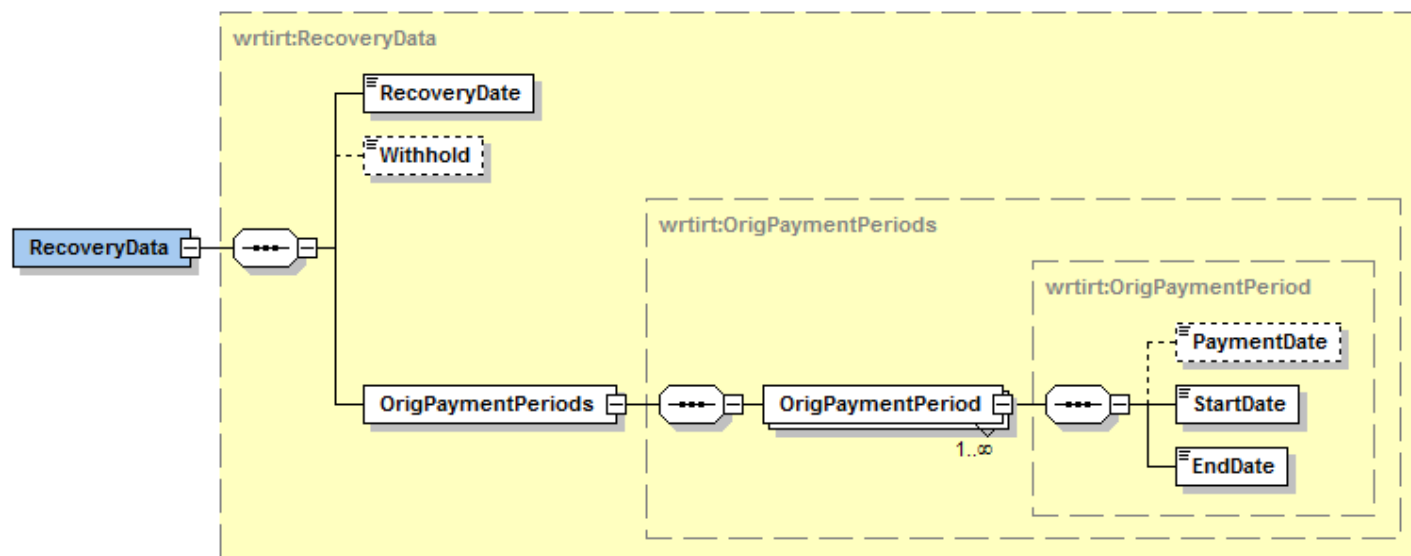 wrtirt:RecoveryData
RecoveryDate
Withhold
wrtirt:OrigPaymentPeriods
RecoveryData
wrtirt:OrigPaymentPeriod
PaymentDate
OrigPaymentPeriods
OrigPaymentPeriod
StartDate
1..∞
EndDate